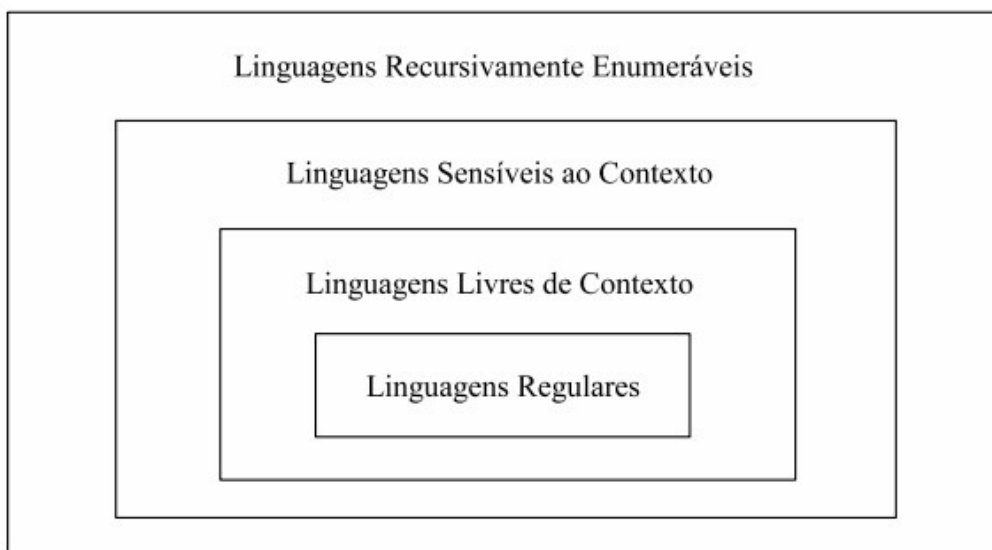 Linguagens Recursivamente Enumeráveis
Linguagens Sensíveis ao Contexto
Linguagens Livres de Contexto
Linguagens Regulares